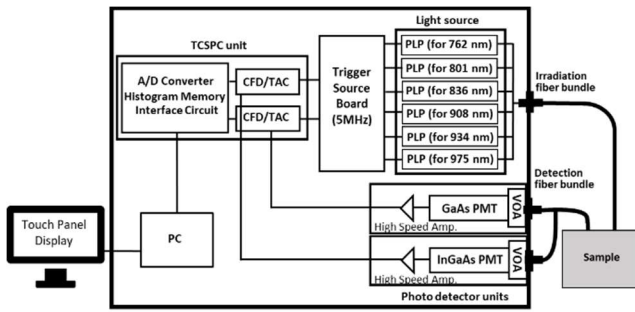 Light source
TCSPC unit
A/D Converter
Histogram Memory
Interface Circuit
CFD/TAC
CFD/TAC
Trigger
Source
Board
(5MHz)
PLP (for 762 nm)
PLP (for 801 nm)
PLP (for 836 nm)
PLP (for 908 nm)
PLP (for 934 nm)
PLP (for 975 nm)
Irradiation
fiber bundle
Detection
fiber bundle
GaAs PMT
VOA
High Speed Amp.
InGaAs PMT
VOA
High Speed Amp.
Photo detector units
Touch Panel
Display
PC
Sample